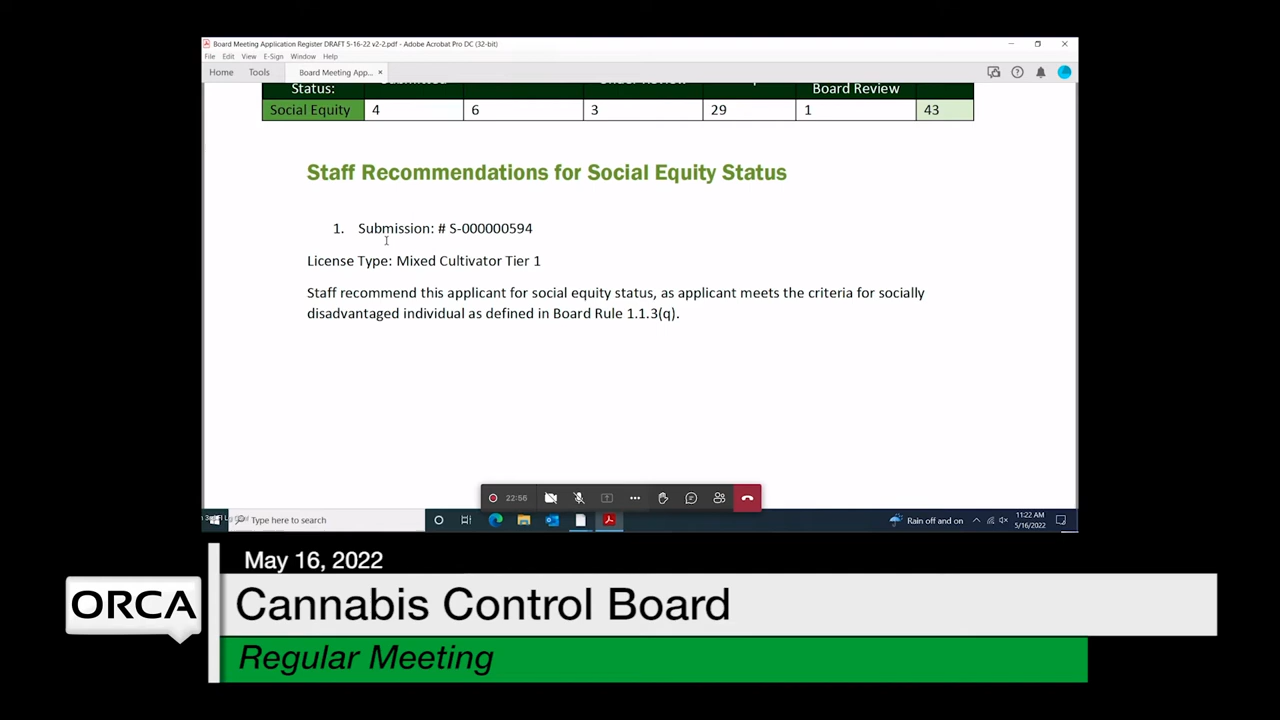 Board Meeting Application Register DRAFT 5-16-22 v2-2.pdf - Adobe Acrobat Pro DC (32-bit)
File Edit View E-Sign Window Help
Home Tools Board Meeting App... ×
Status: Board Review
Social Equity 4 6 3 29 1 43
Staff Recommendations for Social Equity Status
1. Submission: # S-000000594
License Type: Mixed Cultivator Tier 1
Staff recommend this applicant for social equity status, as applicant meets the criteria for socially
disadvantaged individual as defined in Board Rule 1.1.3(q).
22:56
Type here to search Rain off and on 11:22 AM
5/16/2022
May 16, 2022
ORCA Cannabis Control Board
Regular Meeting